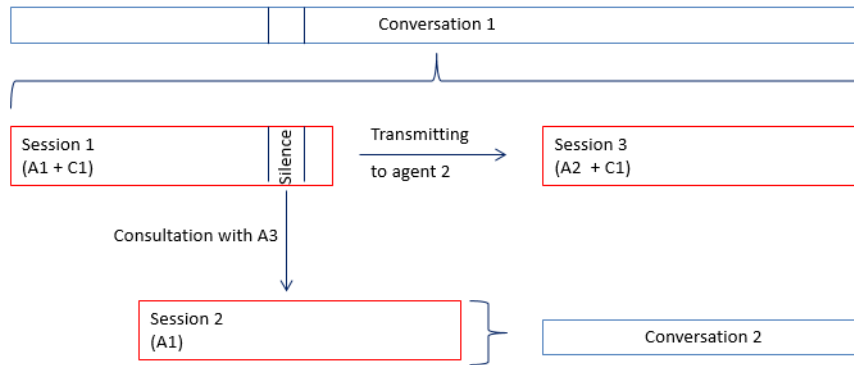 Conversation 1
Session 1
(A1 + C1)
Silence
Transmitting
to agent 2
Session 3
(A2 + C1)
Consultation with A3
Session 2
(A1)
Conversation 2